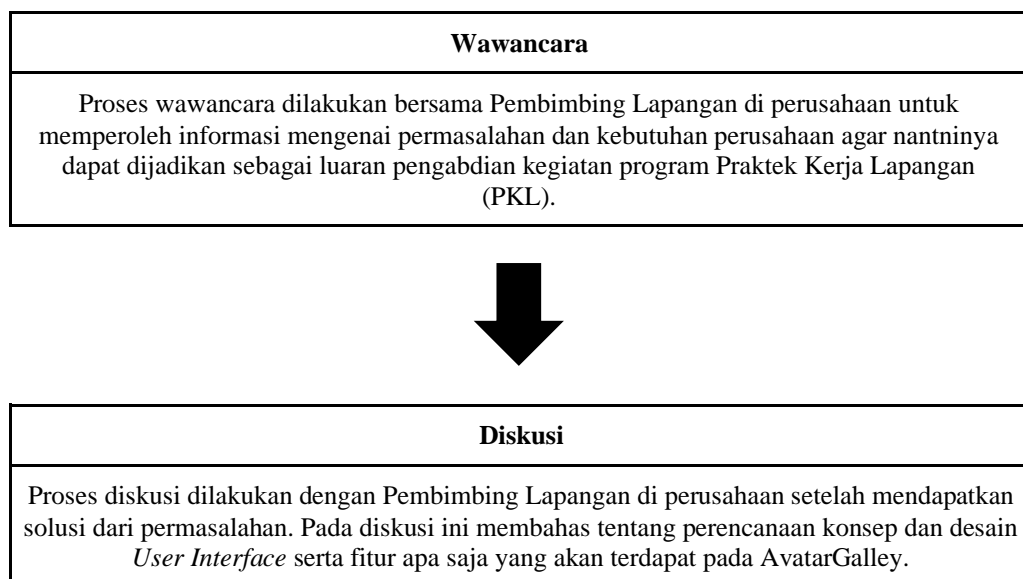 Wawancara
Proses wawancara dilakukan bersama Pembimbing Lapangan di perusahaan untuk
memperoleh informasi mengenai permasalahan dan kebutuhan perusahaan agar nantninya
dapat dijadikan sebagai luaran pengabdian kegiatan program Praktek Kerja Lapangan
(PKL).
Diskusi
Proses diskusi dilakukan dengan Pembimbing Lapangan di perusahaan setelah mendapatkan
solusi dari permasalahan. Pada diskusi ini membahas tentang perencanaan konsep dan desain
User Interface serta fitur apa saja yang akan terdapat pada AvatarGalley.